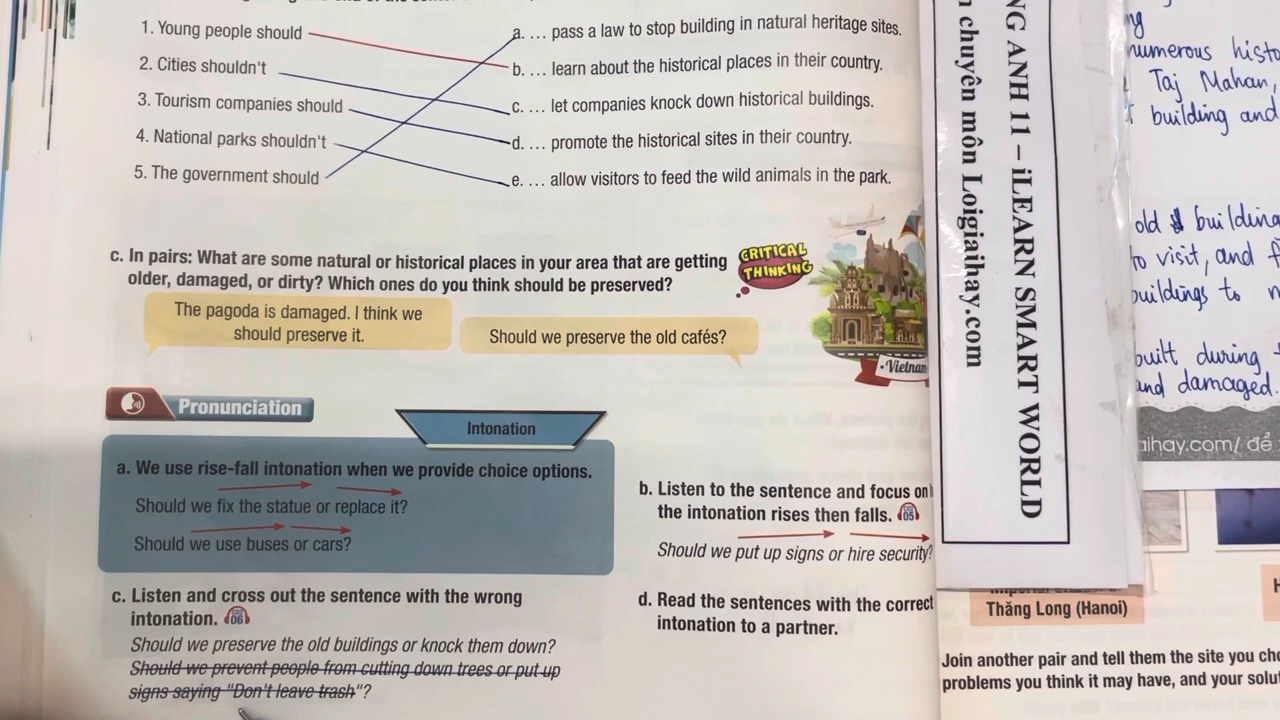 1. Young people should
2. Cities shouldn't
3. Tourism companies should
4. National parks shouldn't
5. The government should
a. ... pass a law to stop building in natural heritage sites.
b. ... learn about the historical places in their country.
c. ... let companies knock down historical buildings.
d. ... promote the historical sites in their country.
e. ... allow visitors to feed the wild animals in the park.
c. In pairs: What are some natural or historical places in your area that are getting
older, damaged, or dirty? Which ones do you think should be preserved?
CRITICAL
THINKING
The pagoda is damaged. I think we
should preserve it.
Should we preserve the old cafés?
Vietnam
Pronunciation
Intonation
a. We use rise-fall intonation when we provide choice options.
Should we fix the statue or replace it?
Should we use buses or cars?
b. Listen to the sentence and focus on
the intonation rises then falls. 05
Should we put up signs or hire security?
c. Listen and cross out the sentence with the wrong
intonation. 06
Should we preserve the old buildings or knock them down?
Should we prevent people from cutting down trees or put up
signs saying "Don't leave trash"?
d. Read the sentences with the correct
intonation to a partner.
NG ANH 11 – iLEARN SMART WORLD
chuyên môn Loigiaihay.com
numerous
Taj Mahan,
building and
old building
to visit, and
buildings to
built during
and damaged.
aihay.com/ để
Thăng Long (Hanoi)
Join another pair and tell them the site you
problems you think it may have, and your